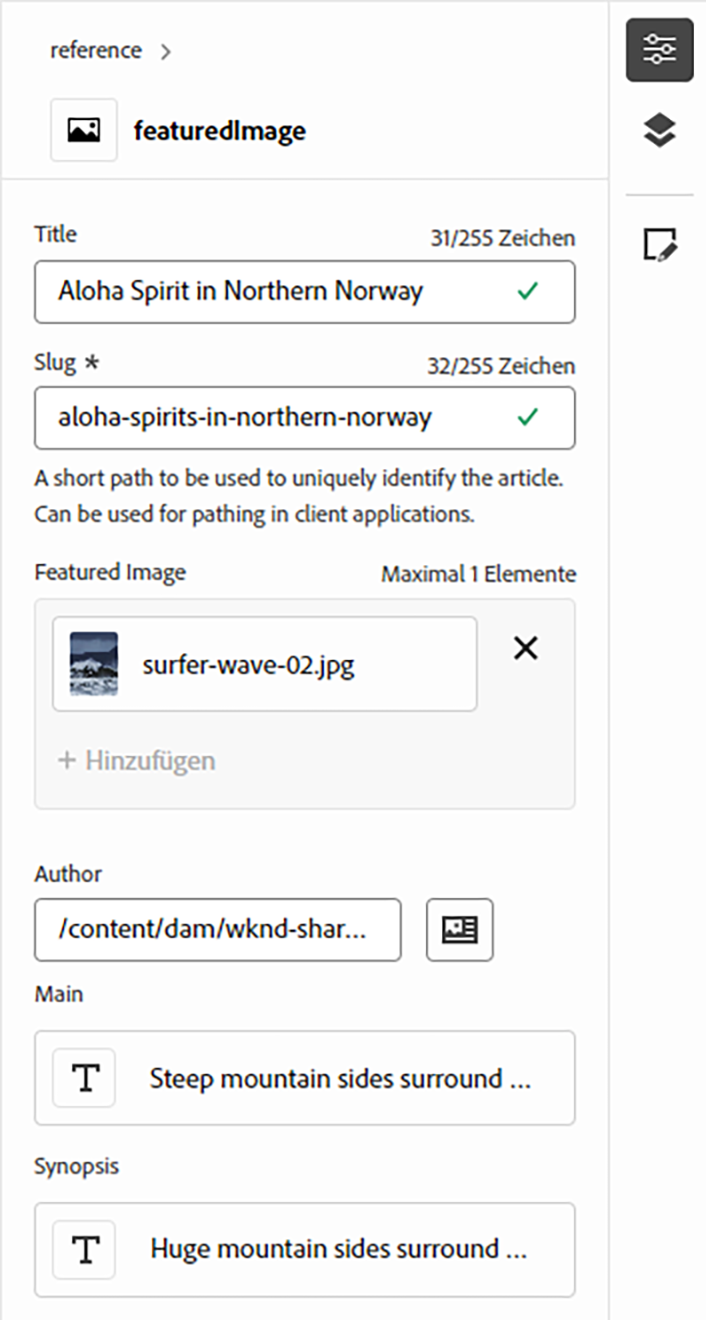 reference
featuredImage
Title
31/255 Zeichen
Aloha Spirit in Northern Norway
Slug *
32/255 Zeichen
aloha-spirits-in-northern-norway
A short path to be used to uniquely identify the article.
Can be used for pathing in client applications.
Featured Image
Maximal 1 Elemente
surfer-wave-02.jpg
+ Hinzufügen
Author
/content/dam/wknd-shar...
Main
T
Steep mountain sides surround ...
Synopsis
T
Huge mountain sides surround ...